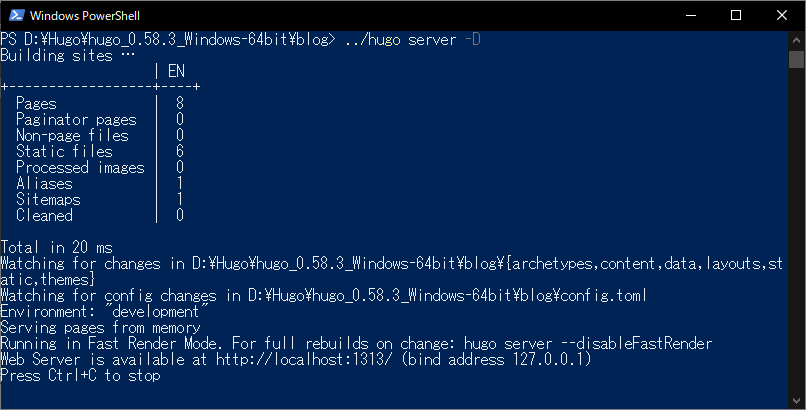 Windows PowerShell
PS D:¥Hugo¥hugo_0.58.3_Windows-64bit¥blog> ../hugo server -D
Building sites …
| EN
+------------------+----+
Pages | 8
Paginator pages | 0
Non-page files | 0
Static files | 6
Processed images | 0
Aliases | 1
Sitemaps | 1
Cleaned | 0
Total in 20 ms
Watching for changes in D:¥Hugo¥hugo_0.58.3_Windows-64bit¥blog¥{archetypes,content,data,layouts,st
atic,themes}
Watching for config changes in D:¥Hugo¥hugo_0.58.3_Windows-64bit¥blog¥config.toml
Environment: "development"
Serving pages from memory
Running in Fast Render Mode. For full rebuilds on change: hugo server --disableFastRender
Web Server is available at http://localhost:1313/ (bind address 127.0.0.1)
Press Ctrl+C to stop